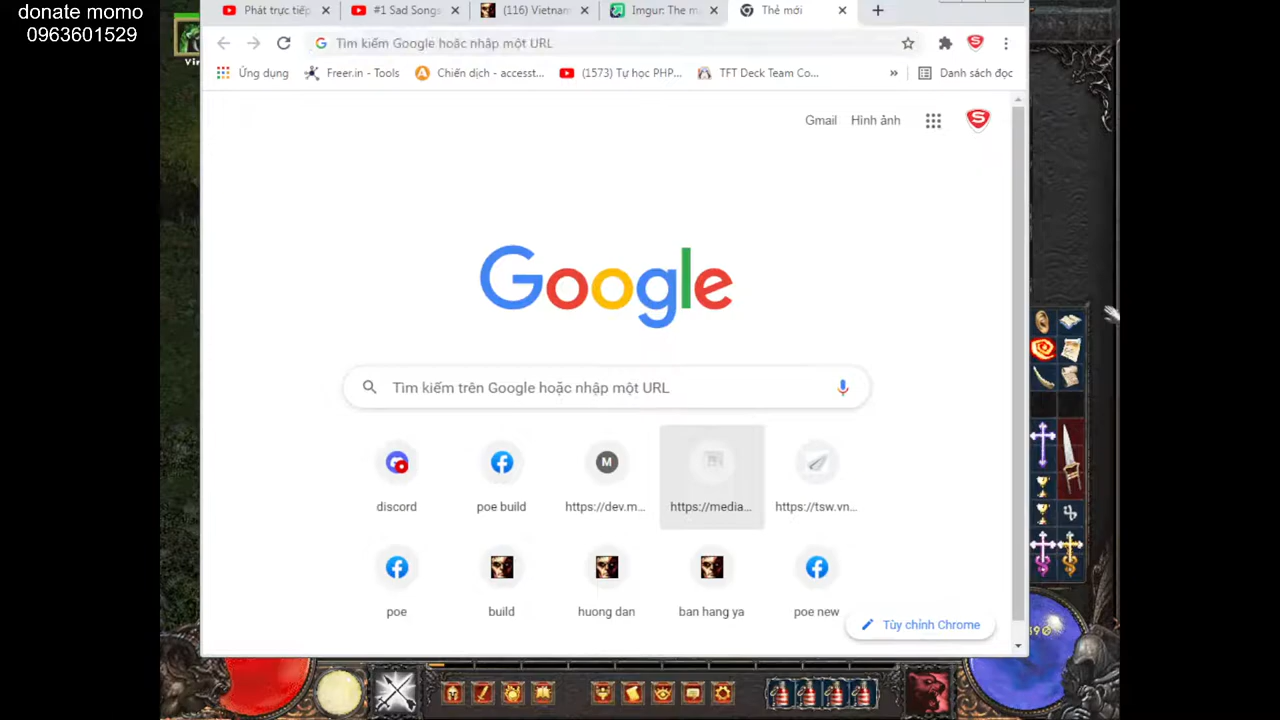 donate momo
0963601529
Phát trực tiếp
#1 Sad Songs
(116) Vietnam
Imgur: The m
Thẻ mới
Tìm kiếm Google hoặc nhập một URL
Ứng dụng
Freer.in - Tools
Chiến dịch - accesst...
(1573) Tự học PHP...
TFT Deck Team Co...
»
Danh sách đọc
Gmail
Hình ảnh
S
Google
Tìm kiếm trên Google hoặc nhập một URL
M
discord
poe build
https://dev.m...
https://media...
https://tsw.vn...
poe
build
huong dan
ban hang ya
poe new
Tùy chỉnh Chrome